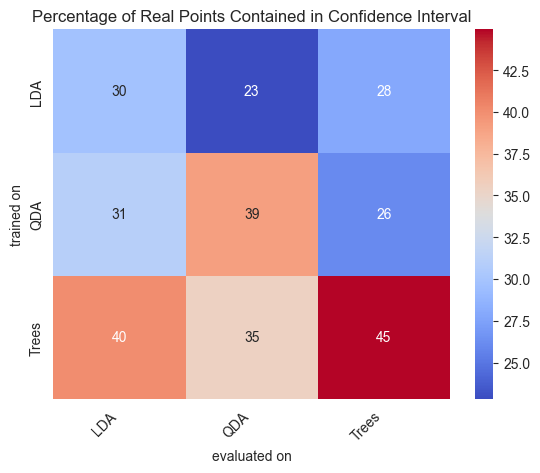 Percentage of Real Points Contained in Confidence Interval
trained on
LDA
30 23 28
QDA
31 39 26
Trees
40 35 45
LDA QDA Trees
evaluated on
42.5
40.0
37.5
35.0
32.5
30.0
27.5
25.0